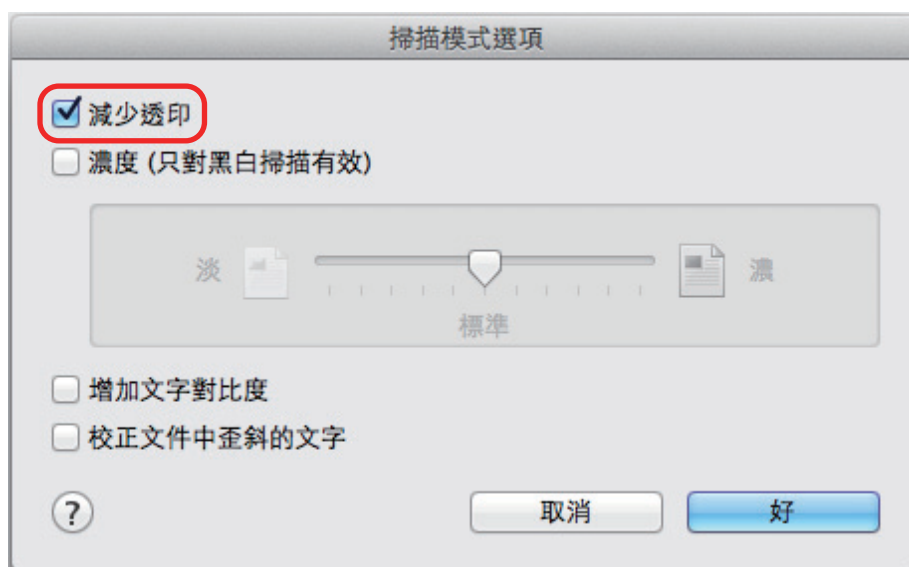 掃描模式選項
減少透印
濃度 (只對黑白掃描有效)
淡 濃
標準
增加文字對比度
校正文件中歪斜的文字
? 取消 好